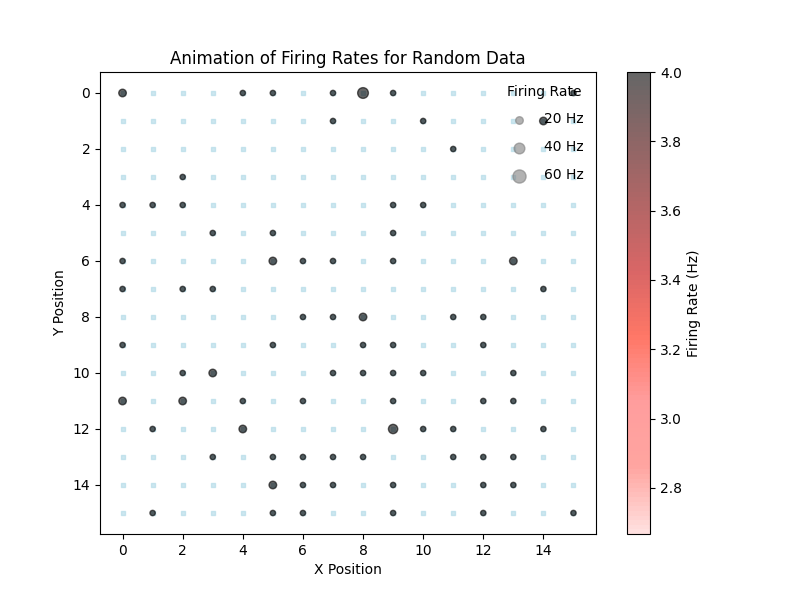 Animation of Firing Rates for Random Data
Firing Rate
20 Hz
40 Hz
60 Hz
0
2
4
6
8
10
12
14
Y Position
0 2 4 6 8 10 12 14
X Position
4.0
3.8
3.6
3.4
3.2
3.0
2.8
Firing Rate (Hz)